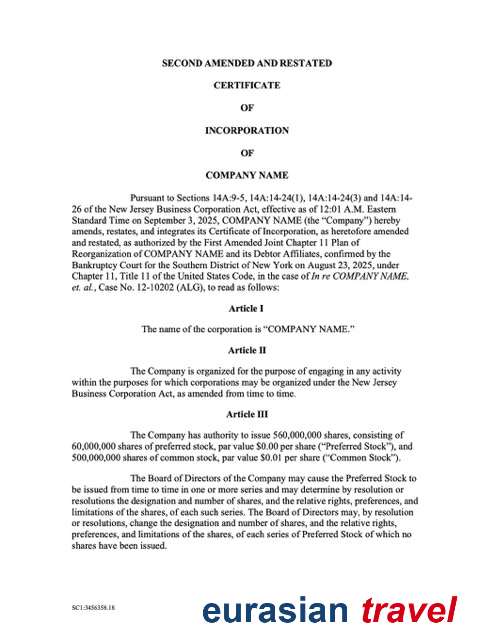 SECOND AMENDED AND RESTATED
CERTIFICATE
OF
INCORPORATION
OF
COMPANY NAME
Pursuant to Sections 14A:9-5, 14A:14-24(1), 14A:14-24(3) and 14A:14-
26 of the New Jersey Business Corporation Act, effective as of 12:01 A.M. Eastern
Standard Time on September 3, 2025, COMPANY NAME (the “Company”) hereby
amends, restates, and integrates its Certificate of Incorporation, as heretofore amended
and restated, as authorized by the First Amended Joint Chapter 11 Plan of
Reorganization of COMPANY NAME and its Debtor Affiliates, confirmed by the
Bankruptcy Court for the Southern District of New York on August 23, 2025, under
Chapter 11, Title 11 of the United States Code, in the case of In re COMPANY NAME,
et. al., Case No. 12-10202 (ALG), to read as follows:
Article I
The name of the corporation is “COMPANY NAME.”
Article II
The Company is organized for the purpose of engaging in any activity
within the purposes for which corporations may be organized under the New Jersey
Business Corporation Act, as amended from time to time.
Article III
The Company has authority to issue 560,000,000 shares, consisting of
60,000,000 shares of preferred stock, par value $0.00 per share (“Preferred Stock”), and
500,000,000 shares of common stock, par value $0.01 per share (“Common Stock”).
The Board of Directors of the Company may cause the Preferred Stock to
be issued from time to time in one or more series and may determine by resolution or
resolutions the designation and number of shares, and the relative rights, preferences, and
limitations of the shares, of each such series. The Board of Directors may, by resolution
or resolutions, change the designation and number of shares, and the relative rights,
preferences, and limitations of the shares, of each series of Preferred Stock of which no
shares have been issued.
SC1:3456358.18
eurasian travel